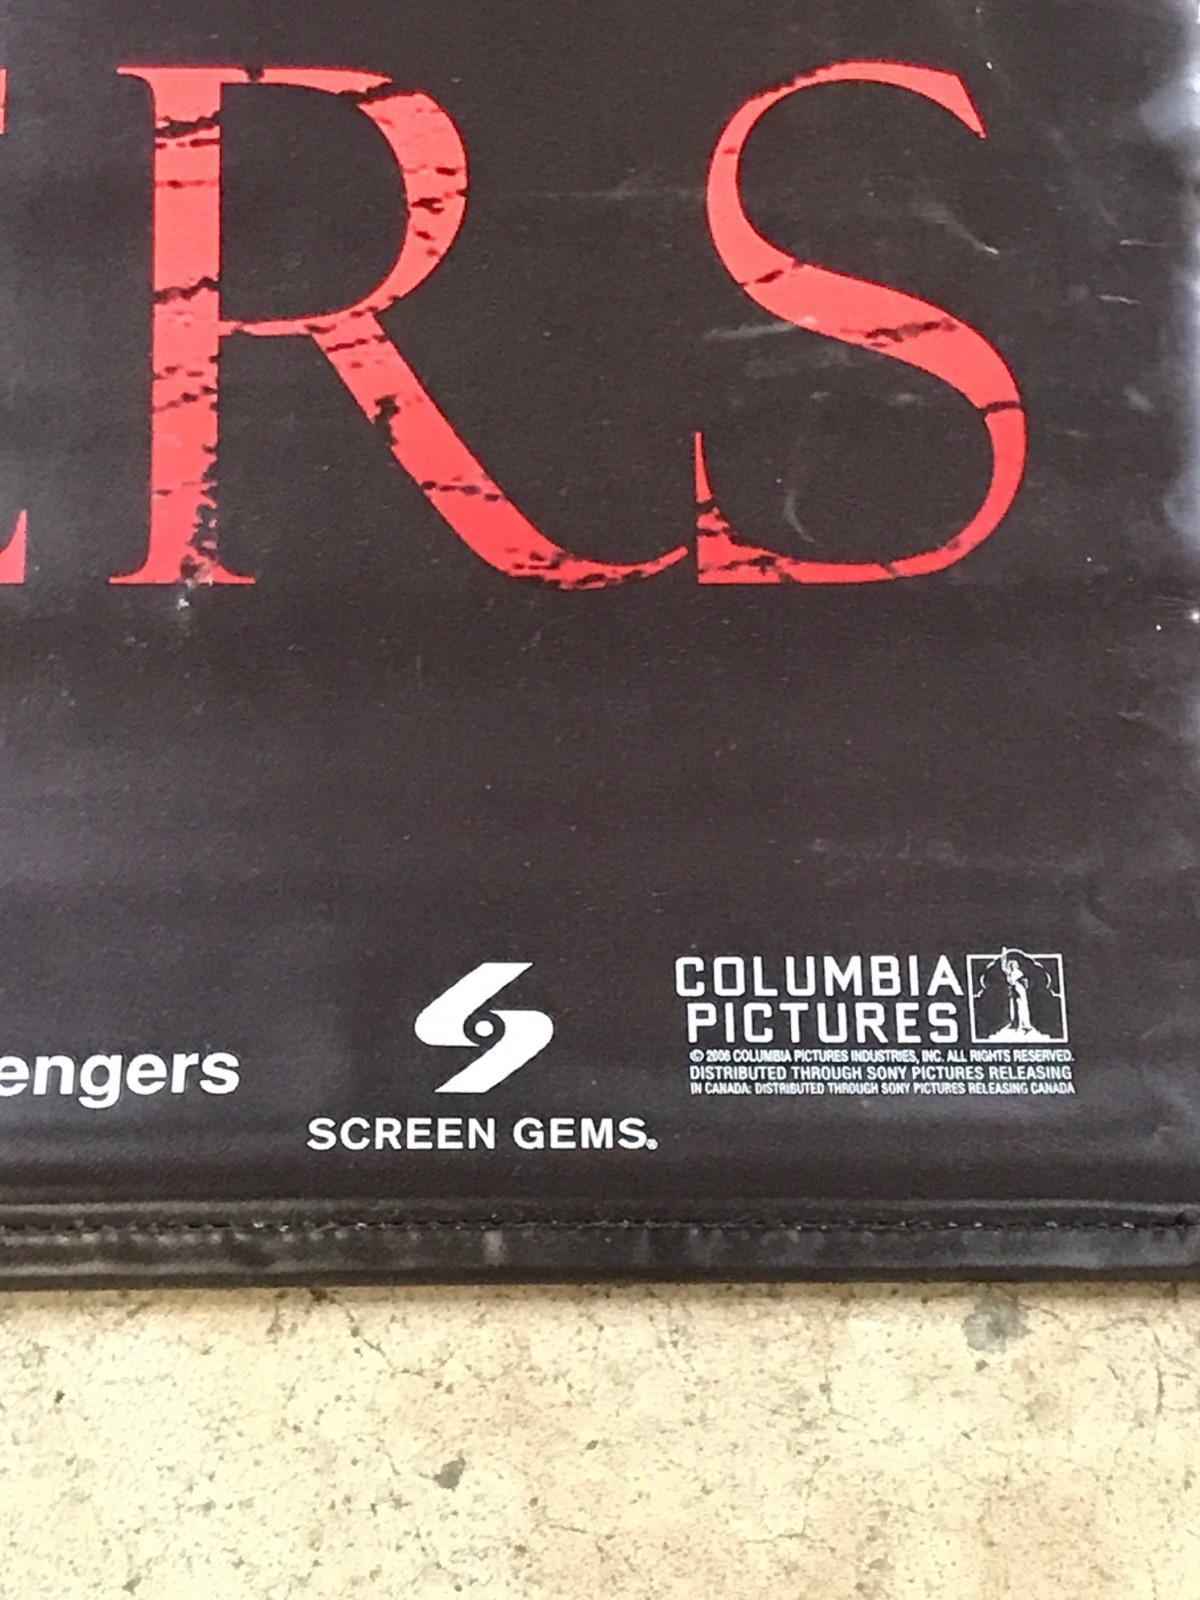 ERS
engers
SCREEN GEMS®
COLUMBIA
PICTURES
© 2006 COLUMBIA PICTURES INDUSTRIES, INC. ALL RIGHTS RESERVED.
DISTRIBUTED THROUGH SONY PICTURES RELEASING
IN CANADA: DISTRIBUTED THROUGH SONY PICTURES RELEASING CANADA